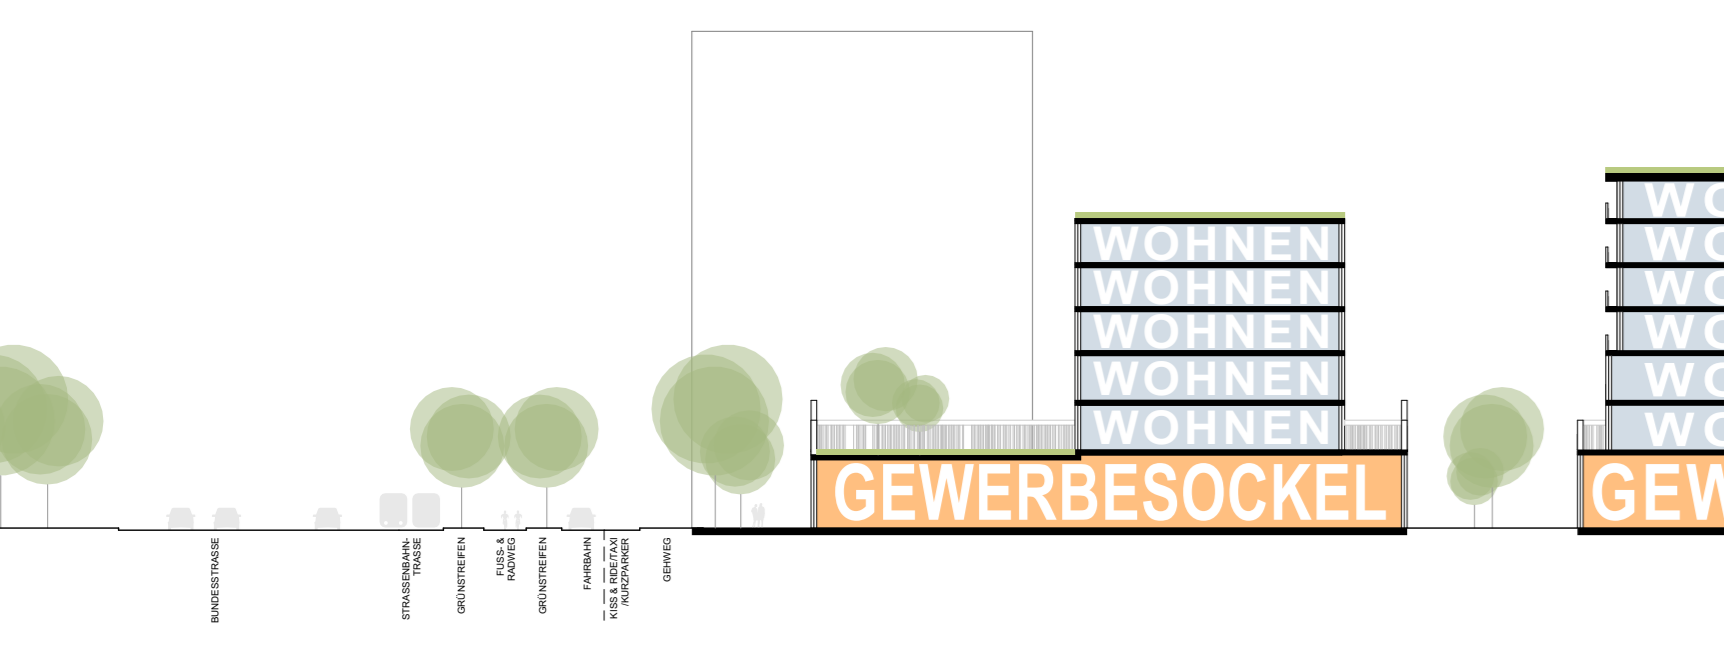 WOHNEN
WOHNEN
WOHNEN
WOHNEN
WOHNEN
GEWERBESOCKEL
WO
WO
WO
WO
WO
WO
GEW
BUNDESSTRASSE
STRASSENBAHN-
TRASSE
GRÜNSTREIFEN
FUSS- &
RADWEG
GRÜNSTREIFEN
FAHRBAHN
KISS & RIDE/TAXI
/KURZPARKER
GEHWEG